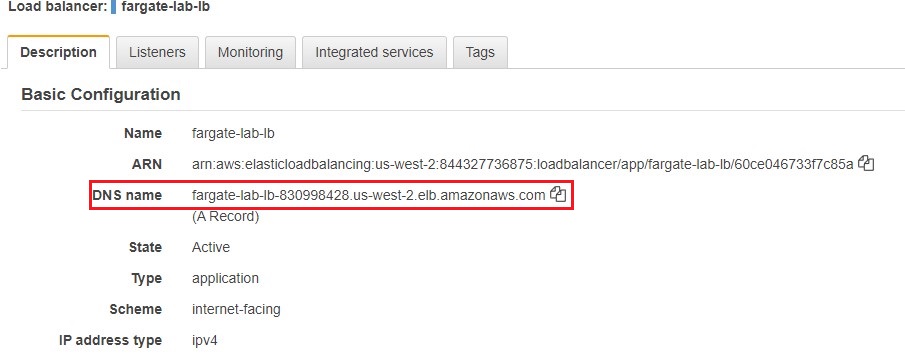 Load balancer: fargate-lab-lb
Description Listeners Monitoring Integrated services Tags
Basic Configuration
Name fargate-lab-lb
ARN arn:aws:elasticloadbalancing:us-west-2:844327736875:loadbalancer/app/fargate-lab-lb/60ce046733f7c85a
DNS name fargate-lab-lb-830998428.us-west-2.elb.amazonaws.com
(A Record)
State Active
Type application
Scheme internet-facing
IP address type ipv4